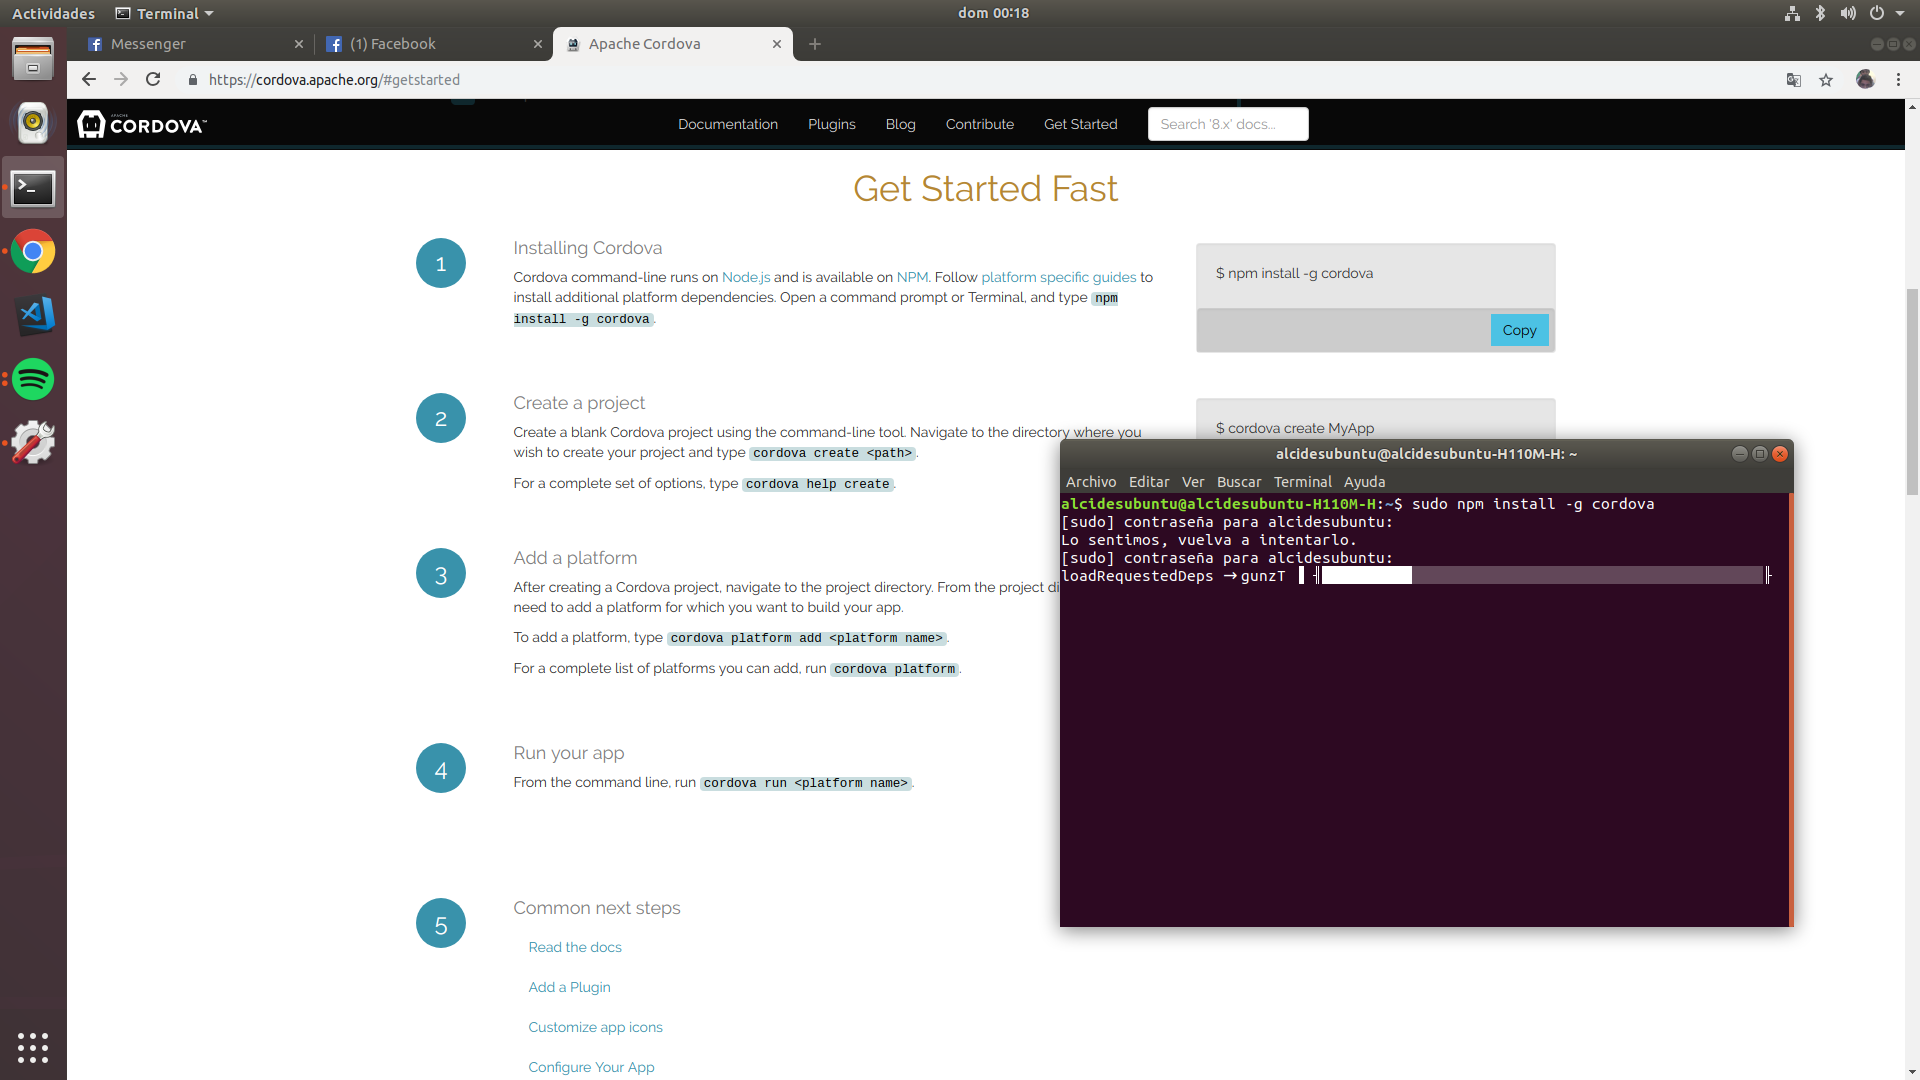 Actividades
Terminal
dom 00:18
Messenger
(1) Facebook
Apache Cordova
https://cordova.apache.org/#getstarted
APACHE
CORDOVA™
Documentation
Plugins
Blog
Contribute
Get Started
Search '8.x' docs...
Get Started Fast
1
Installing Cordova
Cordova command-line runs on Node.js and is available on NPM. Follow platform specific guides to
install additional platform dependencies. Open a command prompt or Terminal, and type npm
install -g cordova.
$ npm install -g cordova
Copy
2
Create a project
Create a blank Cordova project using the command-line tool. Navigate to the directory where you
wish to create your project and type cordova create <path>.
For a complete set of options, type cordova help create.
$ cordova create MyApp
3
Add a platform
After creating a Cordova project, navigate to the project directory. From the project di
need to add a platform for which you want to build your app.
To add a platform, type cordova platform add <platform name>.
For a complete list of platforms you can add, run cordova platform.
4
Run your app
From the command line, run cordova run <platform name>.
5
Common next steps
Read the docs
Add a Plugin
Customize app icons
Configure Your App
alcidesubuntu@alcidesubuntu-H110M-H: ~
Archivo Editar Ver Buscar Terminal Ayuda
alcidesubuntu@alcidesubuntu-H110M-H:~$ sudo npm install -g cordova
[sudo] contraseña para alcidesubuntu:
Lo sentimos, vuelva a intentarlo.
[sudo] contraseña para alcidesubuntu:
loadRequestedDeps → gunzT